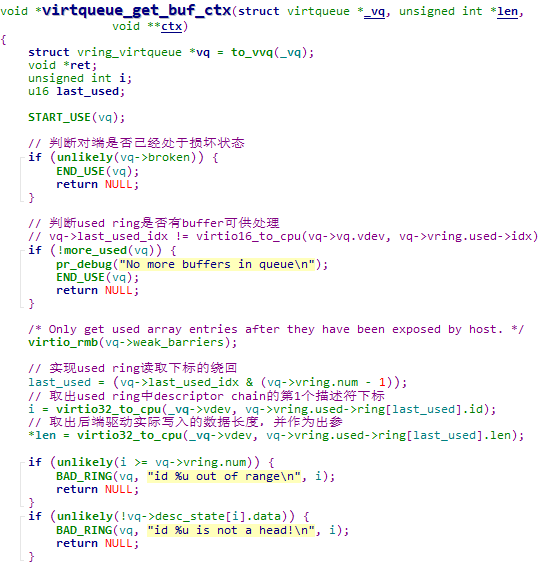 void *virtqueue_get_buf_ctx(struct virtqueue *_vq, unsigned int *len,
void **ctx)
{
struct vring_virtqueue *vq = to_vvq(_vq);
void *ret;
unsigned int i;
u16 last_used;
START_USE(vq);
// 判断对端是否已经处于损坏状态
if (unlikely(vq->broken)) {
END_USE(vq);
return NULL;
}
// 判断used ring是否有buffer可供处理
// vq->last_used_idx != virtio16_to_cpu(vq->vq.vdev, vq->vring.used->idx)
if (!more_used(vq)) {
pr_debug("No more buffers in queue\n");
END_USE(vq);
return NULL;
}
/* Only get used array entries after they have been exposed by host. */
virtio_rmb(vq->weak_barriers);
// 实现used ring读取下标的绕回
last_used = (vq->last_used_idx & (vq->vring.num - 1));
// 取出used ring中descriptor chain的第1个描述符下标
i = virtio32_to_cpu(_vq->vdev, vq->vring.used->ring[last_used].id);
// 取出后端驱动实际写入的数据长度，并作为出参
*len = virtio32_to_cpu(_vq->vdev, vq->vring.used->ring[last_used].len);
if (unlikely(i >= vq->vring.num)) {
BAD_RING(vq, "id %u out of range\n", i);
return NULL;
}
if (unlikely(!vq->desc_state[i].data)) {
BAD_RING(vq, "id %u is not a head!\n", i);
return NULL;
}